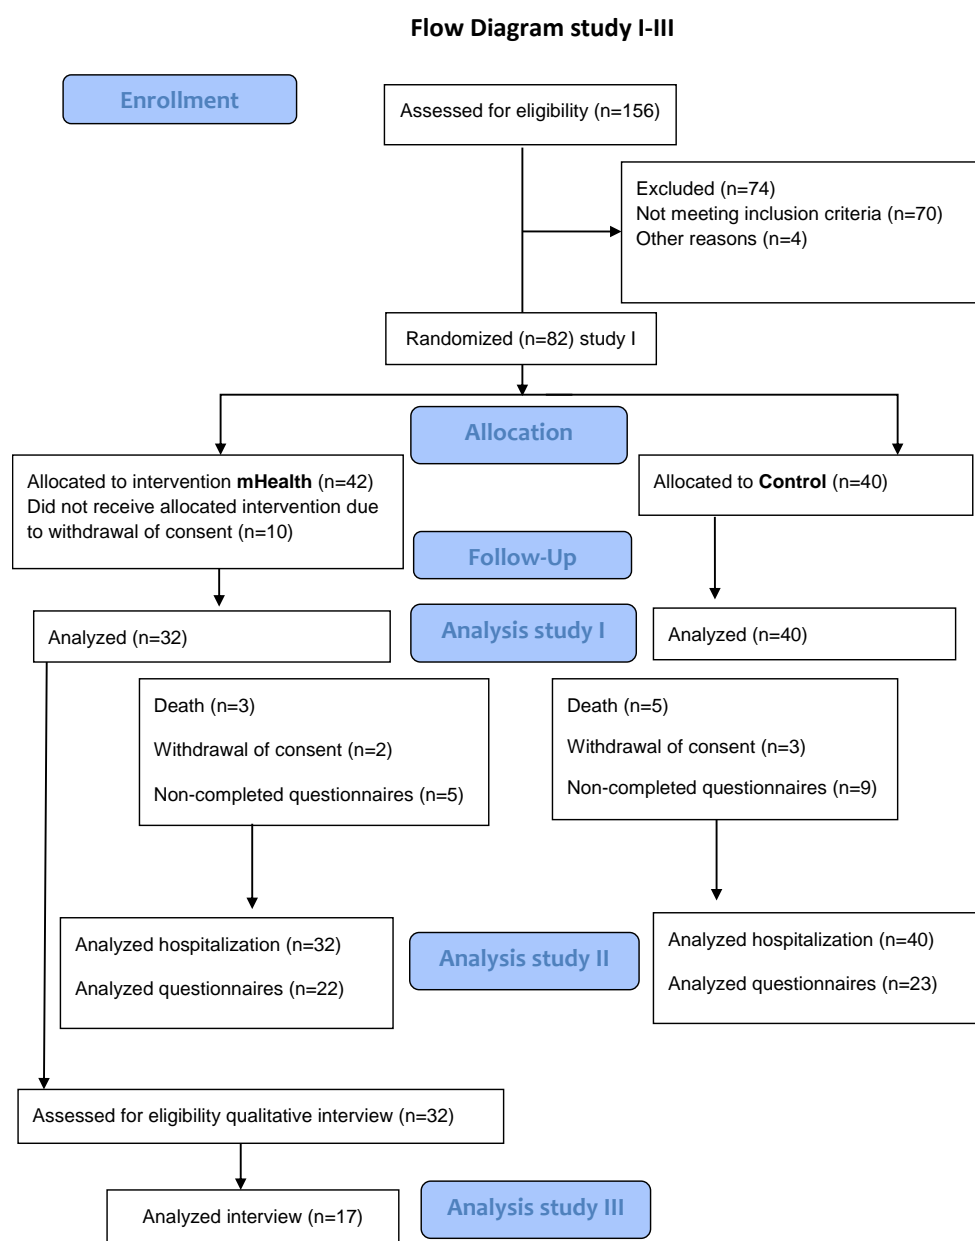 Flow Diagram study I-III
Enrollment
Assessed for eligibility (n=156)
Excluded (n=74)
Not meeting inclusion criteria (n=70)
Other reasons (n=4)
Randomized (n=82) study I
Allocation
Allocated to intervention mHealth (n=42)
Did not receive allocated intervention due
to withdrawal of consent (n=10)
Allocated to Control (n=40)
Follow-Up
Analyzed (n=32)
Analysis study I
Analyzed (n=40)
Death (n=3)
Withdrawal of consent (n=2)
Non-completed questionnaires (n=5)
Death (n=5)
Withdrawal of consent (n=3)
Non-completed questionnaires (n=9)
Analyzed hospitalization (n=32)
Analyzed questionnaires (n=22)
Analysis study II
Analyzed hospitalization (n=40)
Analyzed questionnaires (n=23)
Assessed for eligibility qualitative interview (n=32)
Analyzed interview (n=17)
Analysis study III